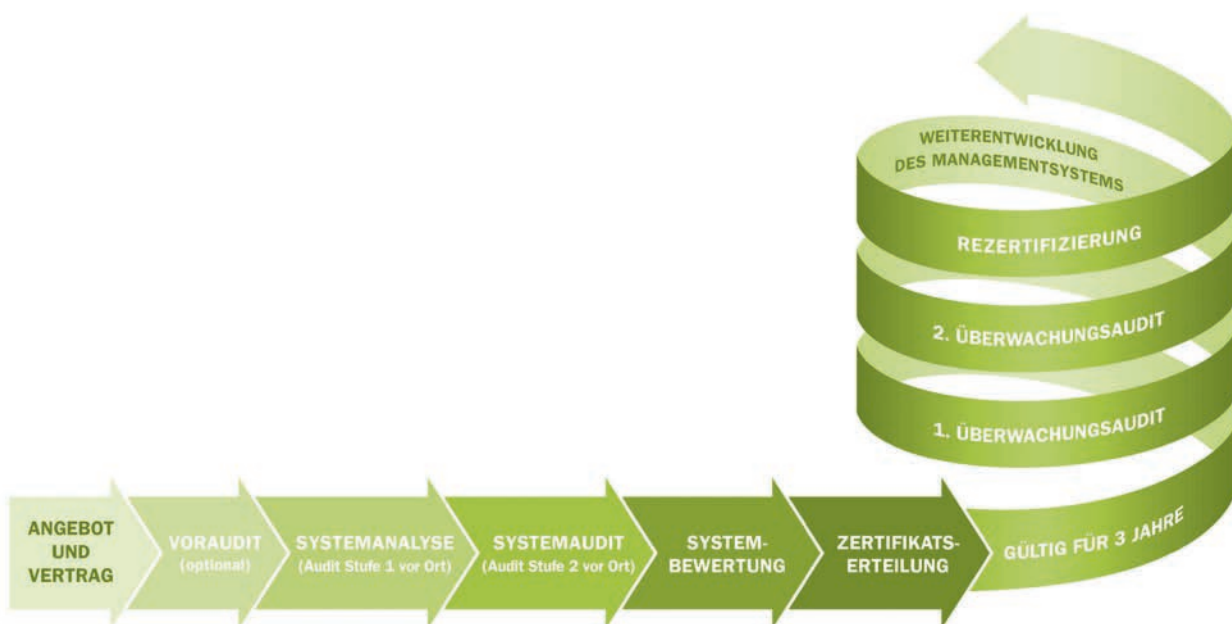 ANGEBOT
UND
VERTRAG
VORAUDIT
(optional)
SYSTEMANALYSE
(Audit Stufe 1 vor Ort)
SYSTEMAUDIT
(Audit Stufe 2 vor Ort)
SYSTEM-
BEWERTUNG
ZERTIFIKATS-
ERTEILUNG
GÜLTIG FÜR 3 JAHRE
1. ÜBERWACHUNGSAUDIT
2. ÜBERWACHUNGSAUDIT
REZERTIFIZIERUNG
WEITERENTWICKLUNG
DES MANAGEMENTSYSTEMS